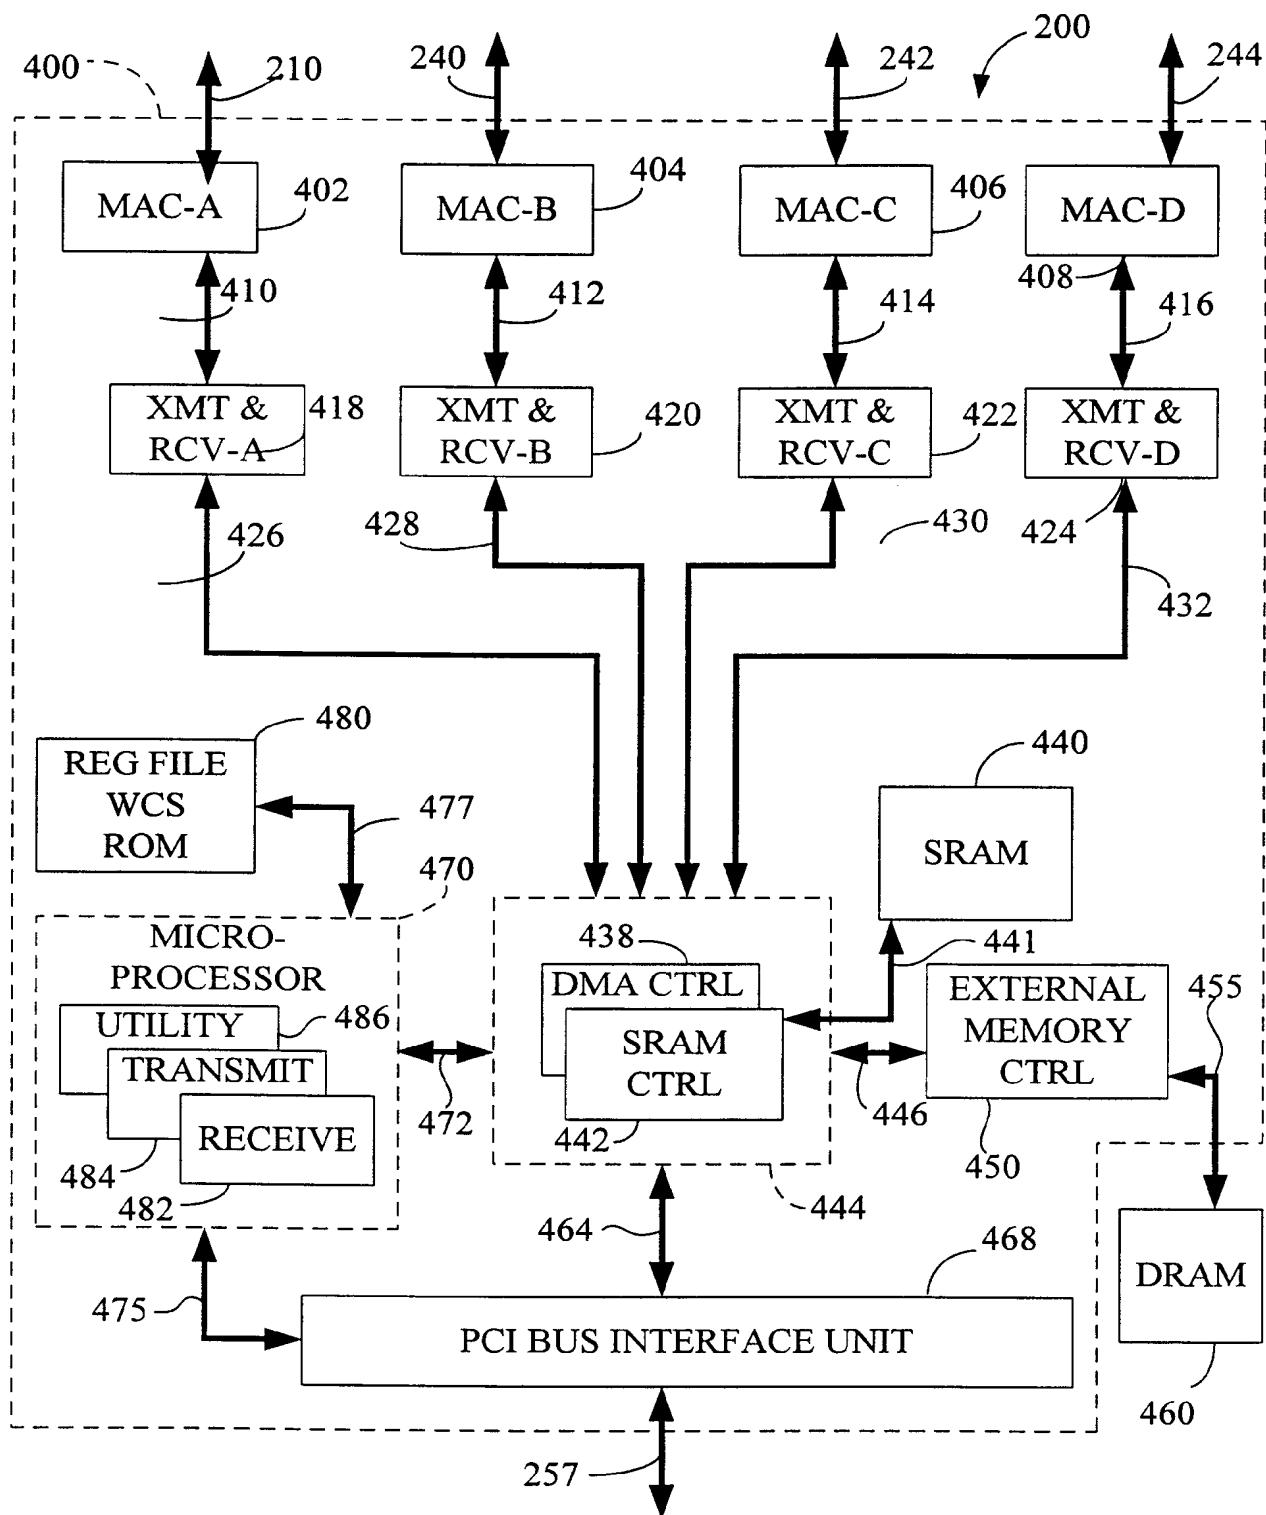 200
400
210
240
242
244
MAC-A
402
MAC-B
404
MAC-C
406
MAC-D
408
410
412
414
416
XMT &
RCV-A
418
XMT &
RCV-B
420
XMT &
RCV-C
422
XMT &
RCV-D
424
426
428
430
432
480
REG FILE
WCS
ROM
477
470
440
SRAM
441
MICRO-
PROCESSOR
UTILITY
486
TRANSMIT
RECEIVE
484
482
472
438
DMA CTRL
SRAM
CTRL
442
444
446
EXTERNAL
MEMORY
CTRL
450
455
DRAM
460
464
468
475
PCI BUS INTERFACE UNIT
257